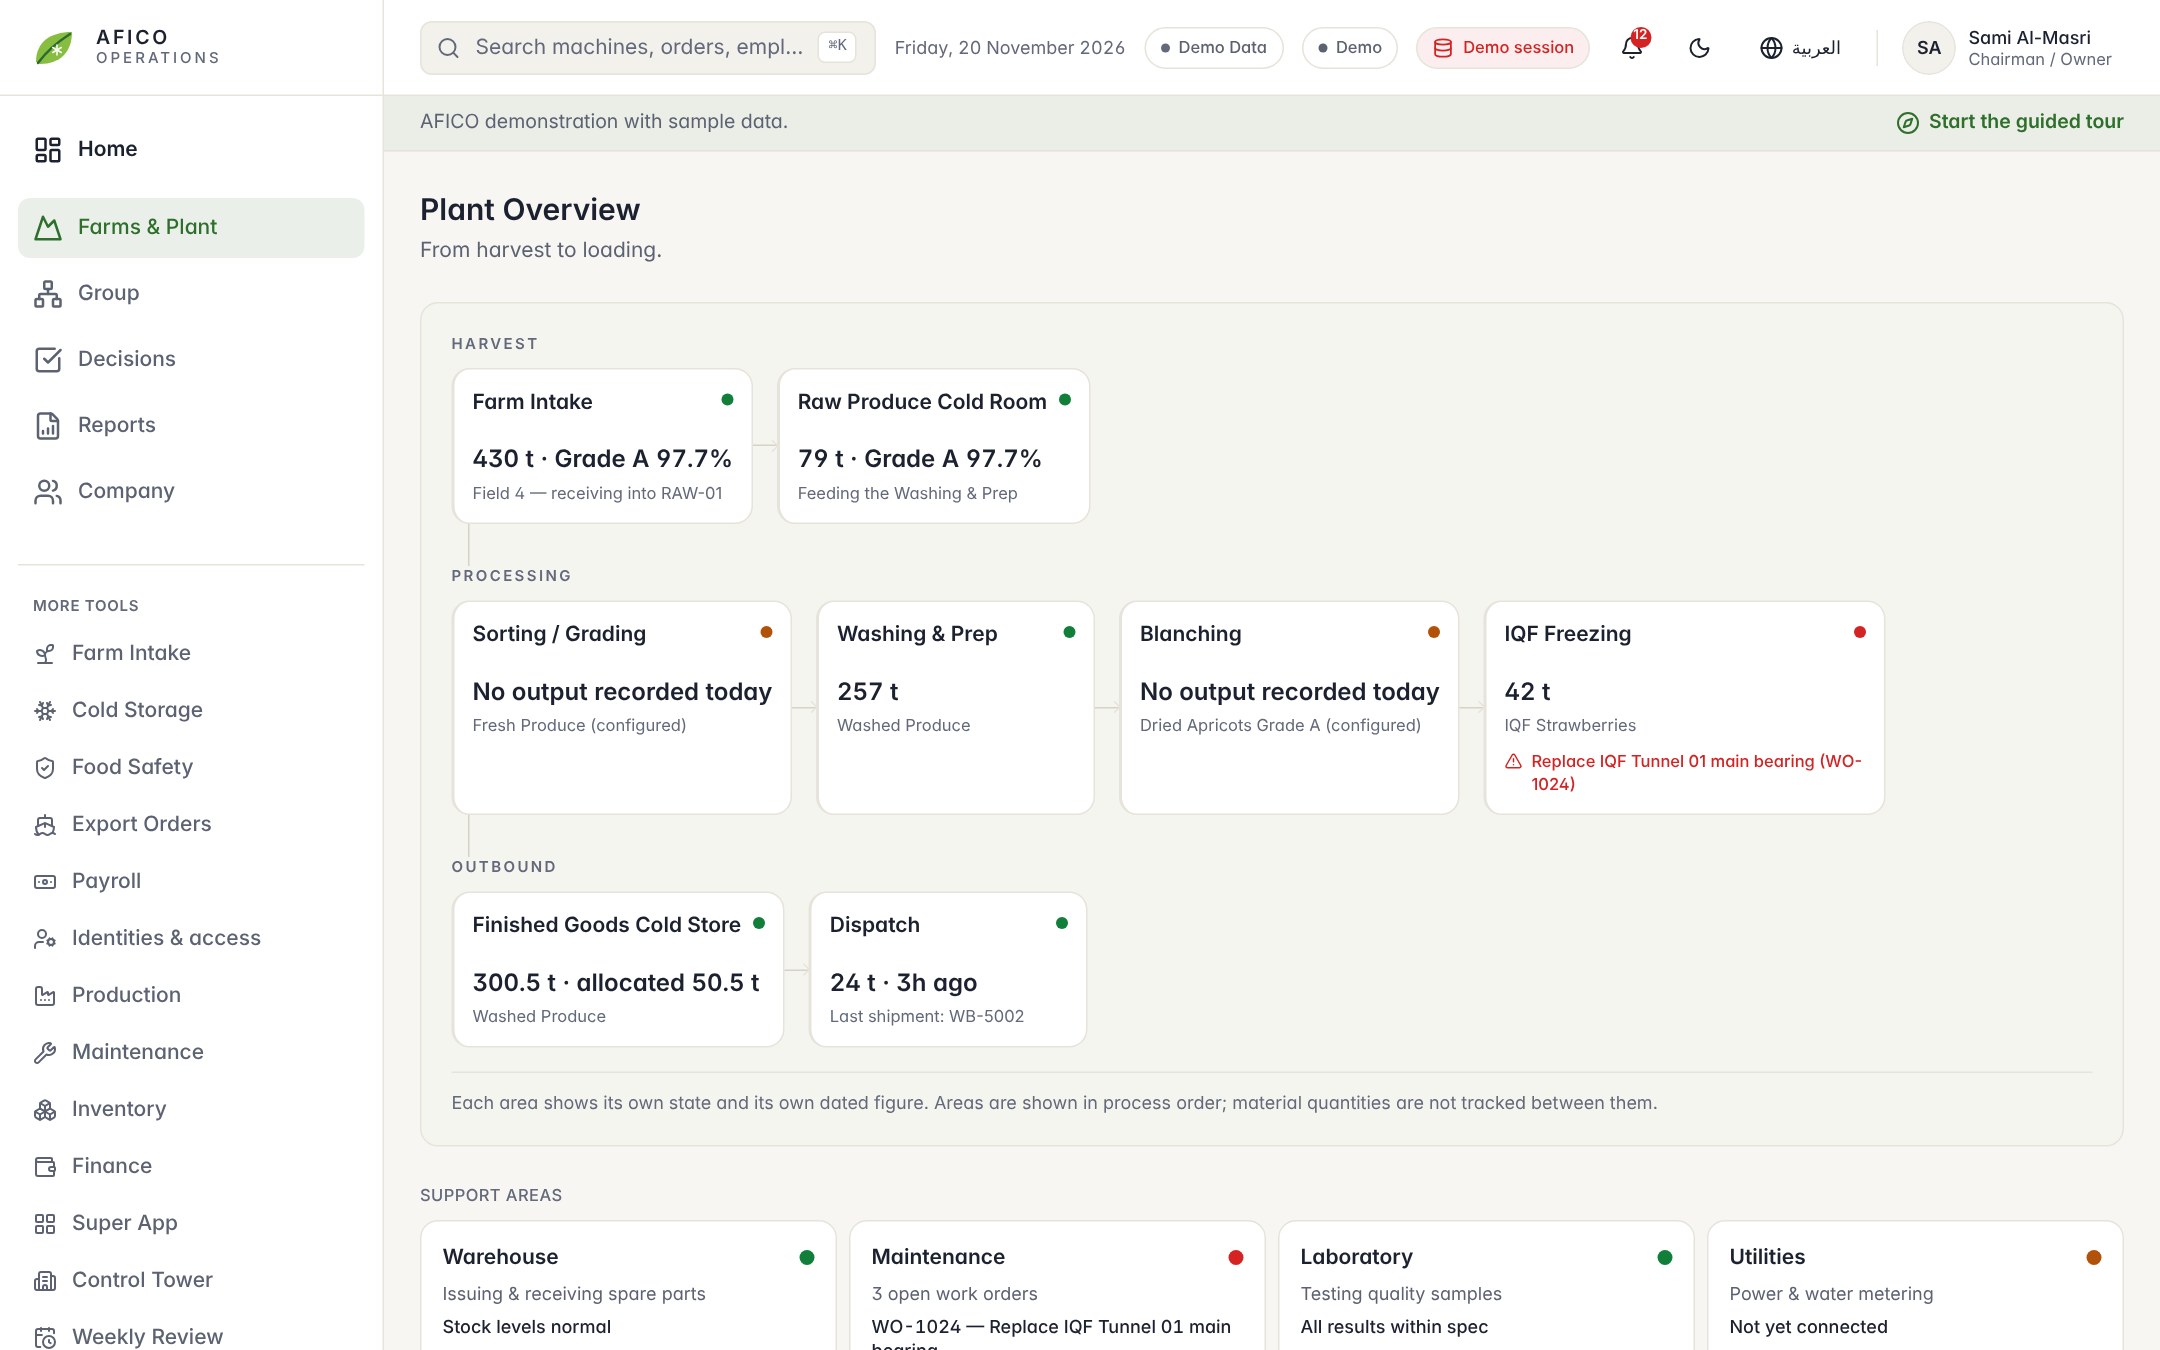 AFICO
OPERATIONS
Search machines, orders, empl...
⌘K
Friday, 20 November 2026
Demo Data
Demo
Demo session
12
العربية
SA
Sami Al-Masri
Chairman / Owner
AFICO demonstration with sample data.
Start the guided tour
Home
Farms & Plant
Group
Decisions
Reports
Company
MORE TOOLS
Farm Intake
Cold Storage
Food Safety
Export Orders
Payroll
Identities & access
Production
Maintenance
Inventory
Finance
Super App
Control Tower
Weekly Review
Plant Overview
From harvest to loading.
HARVEST
Farm Intake
430 t · Grade A 97.7%
Field 4 — receiving into RAW-01
Raw Produce Cold Room
79 t · Grade A 97.7%
Feeding the Washing & Prep
PROCESSING
Sorting / Grading
No output recorded today
Fresh Produce (configured)
Washing & Prep
257 t
Washed Produce
Blanching
No output recorded today
Dried Apricots Grade A (configured)
IQF Freezing
42 t
IQF Strawberries
Replace IQF Tunnel 01 main bearing (WO-
1024)
OUTBOUND
Finished Goods Cold Store
300.5 t · allocated 50.5 t
Washed Produce
Dispatch
24 t · 3h ago
Last shipment: WB-5002
Each area shows its own state and its own dated figure. Areas are shown in process order; material quantities are not tracked between them.
SUPPORT AREAS
Warehouse
Issuing & receiving spare parts
Stock levels normal
Maintenance
3 open work orders
WO-1024 — Replace IQF Tunnel 01 main
bearing
Laboratory
Testing quality samples
All results within spec
Utilities
Power & water metering
Not yet connected